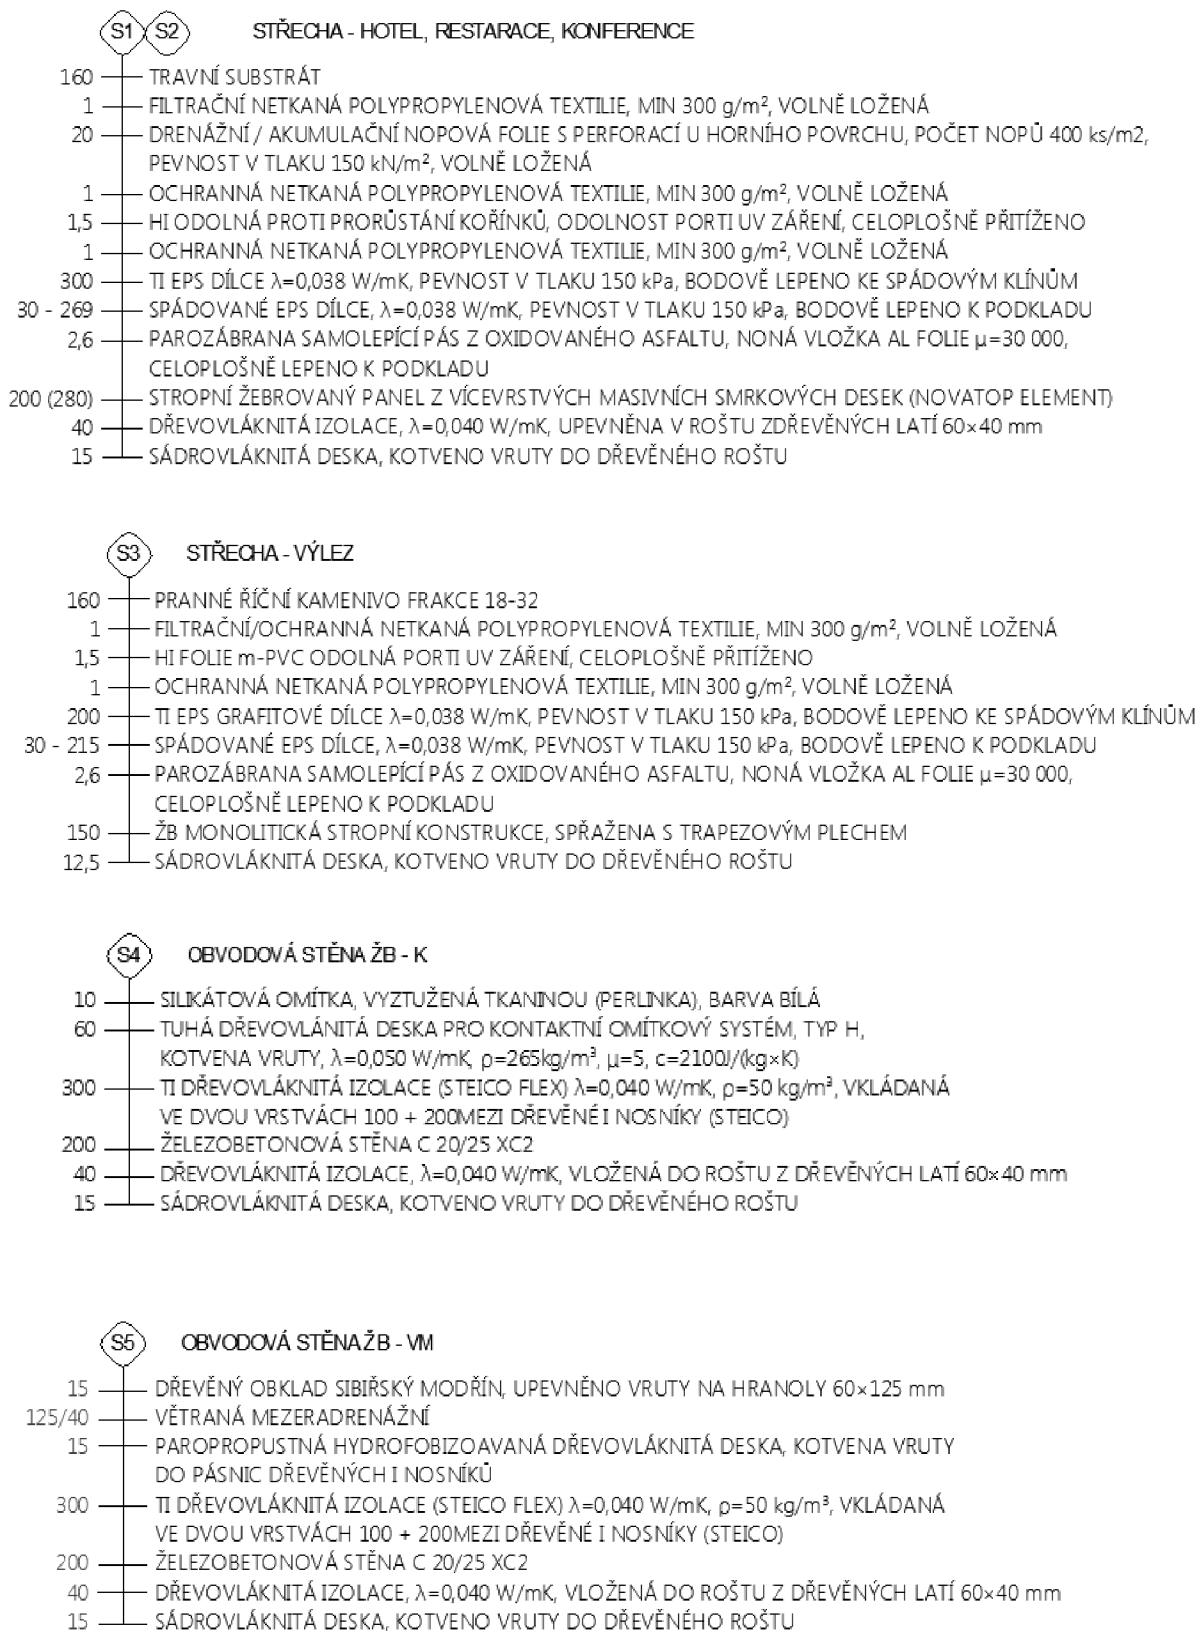 S1 S2 STŘECHA - HOTEL, RESTARACE, KONFERENCE
160 TRAVNÍ SUBSTRÁT
1 FILTRAČNÍ NETKANÁ POLYPROPYLENOVÁ TEXTILIE, MIN 300 g/m², VOLNĚ LOŽENÁ
20 DRENÁŽNÍ / AKUMULAČNÍ NOPOVÁ FOLIE S PERFORACÍ U HORNÍHO POVRCHU, POČET NOPŮ 400 ks/m2,
PEVNOST V TLAKU 150 kN/m², VOLNĚ LOŽENÁ
1 OCHRANNÁ NETKANÁ POLYPROPYLENOVÁ TEXTILIE, MIN 300 g/m², VOLNĚ LOŽENÁ
1,5 HI ODOLNÁ PROTI PRORŮSTÁNÍ KOŘÍNKŮ, ODOLNOST PORTI UV ZÁŘENÍ, CELOPLOŠNĚ PŘITÍŽENO
1 OCHRANNÁ NETKANÁ POLYPROPYLENOVÁ TEXTILIE, MIN 300 g/m², VOLNĚ LOŽENÁ
300 TI EPS DÍLCE λ=0,038 W/mK, PEVNOST V TLAKU 150 kPa, BODOVĚ LEPENO KE SPÁDOVÝM KLÍNŮM
30 - 269 SPÁDOVANÉ EPS DÍLCE, λ=0,038 W/mK, PEVNOST V TLAKU 150 kPa, BODOVĚ LEPENO K PODKLADU
2,6 PAROZÁBRANA SAMOLEPÍCÍ PÁS Z OXIDOVANÉHO ASFALTU, NONÁ VLOŽKA AL FOLIE μ=30 000,
CELOPLOŠNĚ LEPENO K PODKLADU
200 (280) STROPNÍ ŽEBROVANÝ PANEL Z VÍCEVRSTVÝCH MASIVNÍCH SMRKOVÝCH DESEK (NOVATOP ELEMENT)
40 DŘEVOVLÁKNITÁ IZOLACE, λ=0,040 W/mK, UPEVNĚNA V ROŠTU ZDŘEVĚNÝCH LATÍ 60×40 mm
15 SÁDROVLÁKNITÁ DESKA, KOTVENO VRUTY DO DŘEVĚNÉHO ROŠTU
S3 STŘECHA - VÝLEZ
160 PRANNÉ ŘÍČNÍ KAMENIVO FRAKCE 18-32
1 FILTRAČNÍ/OCHRANNÁ NETKANÁ POLYPROPYLENOVÁ TEXTILIE, MIN 300 g/m², VOLNĚ LOŽENÁ
1,5 HI FOLIE m-PVC ODOLNÁ PORTI UV ZÁŘENÍ, CELOPLOŠNĚ PŘITÍŽENO
1 OCHRANNÁ NETKANÁ POLYPROPYLENOVÁ TEXTILIE, MIN 300 g/m², VOLNĚ LOŽENÁ
200 TI EPS GRAFITOVÉ DÍLCE λ=0,038 W/mK, PEVNOST V TLAKU 150 kPa, BODOVĚ LEPENO KE SPÁDOVÝM KLÍNŮM
30 - 215 SPÁDOVANÉ EPS DÍLCE, λ=0,038 W/mK, PEVNOST V TLAKU 150 kPa, BODOVĚ LEPENO K PODKLADU
2,6 PAROZÁBRANA SAMOLEPÍCÍ PÁS Z OXIDOVANÉHO ASFALTU, NONÁ VLOŽKA AL FOLIE μ=30 000,
CELOPLOŠNĚ LEPENO K PODKLADU
150 ŽB MONOLITICKÁ STROPNÍ KONSTRUKCE, SPŘAŽENA S TRAPEZOVÝM PLECHEM
12,5 SÁDROVLÁKNITÁ DESKA, KOTVENO VRUTY DO DŘEVĚNÉHO ROŠTU
S4 OBVODOVÁ STĚNA ŽB - K
10 SILIKÁTOVÁ OMÍTKA, VYZTUŽENÁ TKANINOU (PERLINKA), BARVA BÍLÁ
60 TUHÁ DŘEVOVLÁNITÁ DESKA PRO KONTAKTNÍ OMÍTKOVÝ SYSTÉM, TYP H,
KOTVENA VRUTY, λ=0,050 W/mK, ρ=265kg/m³, μ=5, c=2100J/(kg×K)
300 TI DŘEVOVLÁKNITÁ IZOLACE (STEICO FLEX) λ=0,040 W/mK, ρ=50 kg/m³, VKLÁDANÁ
VE DVOU VRSTVÁCH 100 + 200MEZI DŘEVĚNÉ I NOSNÍKY (STEICO)
200 ŽELEZOBETONOVÁ STĚNA C 20/25 XC2
40 DŘEVOVLÁKNITÁ IZOLACE, λ=0,040 W/mK, VLOŽENÁ DO ROŠTU Z DŘEVĚNÝCH LATÍ 60×40 mm
15 SÁDROVLÁKNITÁ DESKA, KOTVENO VRUTY DO DŘEVĚNÉHO ROŠTU
S5 OBVODOVÁ STĚNA ŽB - VM
15 DŘEVĚNÝ OBKLAD SIBIŘSKÝ MODŘÍN, UPEVNĚNO VRUTY NA HRANOLY 60×125 mm
125/40 VĚTRANÁ MEZERADRENÁŽNÍ
15 PAROPROPUSTNÁ HYDROFOBIZOAVANÁ DŘEVOVLÁKNITÁ DESKA, KOTVENA VRUTY
DO PÁSNIC DŘEVĚNÝCH I NOSNÍKŮ
300 TI DŘEVOVLÁKNITÁ IZOLACE (STEICO FLEX) λ=0,040 W/mK, ρ=50 kg/m³, VKLÁDANÁ
VE DVOU VRSTVÁCH 100 + 200MEZI DŘEVĚNÉ I NOSNÍKY (STEICO)
200 ŽELEZOBETONOVÁ STĚNA C 20/25 XC2
40 DŘEVOVLÁKNITÁ IZOLACE, λ=0,040 W/mK, VLOŽENÁ DO ROŠTU Z DŘEVĚNÝCH LATÍ 60×40 mm
15 SÁDROVLÁKNITÁ DESKA, KOTVENO VRUTY DO DŘEVĚNÉHO ROŠTU